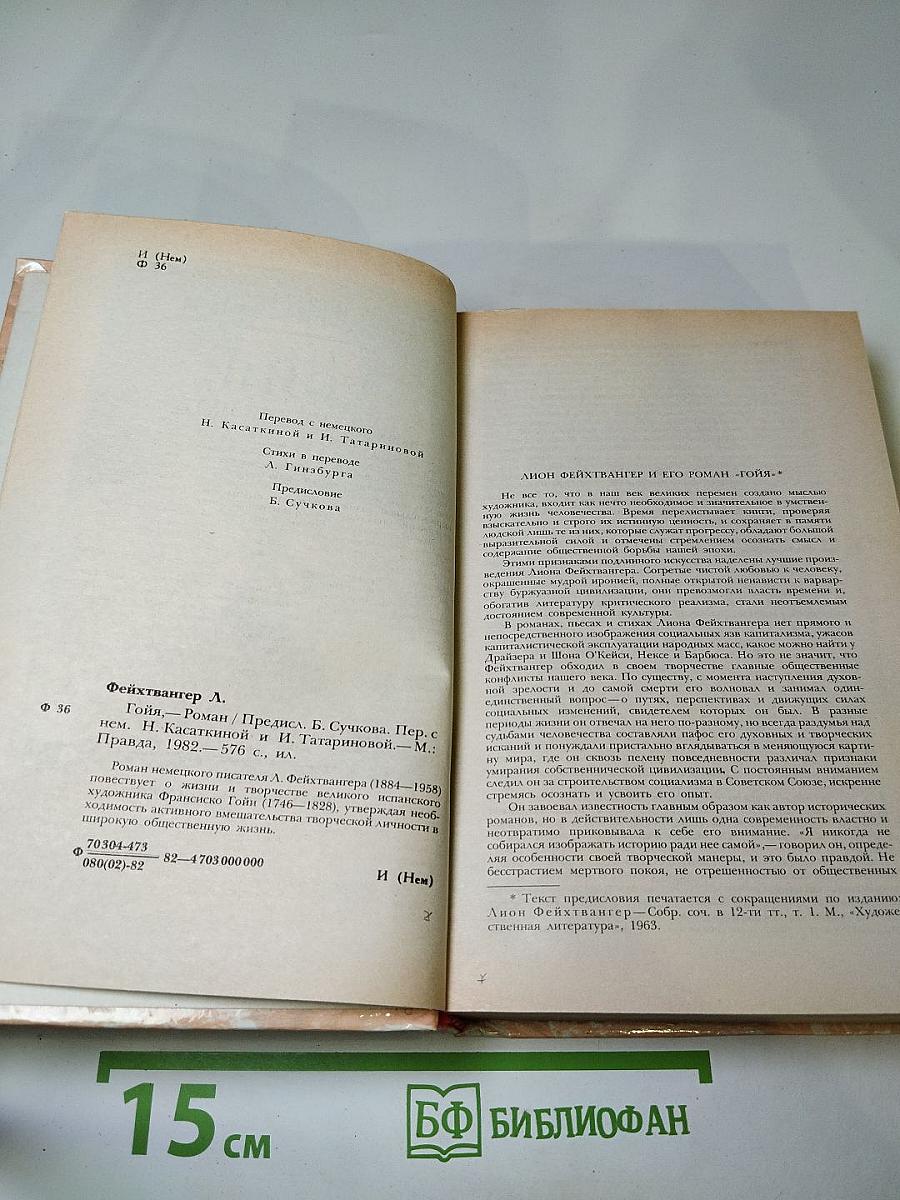 И (Нем)
Ф 36
Перевод с немецкого
Н. Касаткиной и И. Татариновой
Стихи в переводе
Л. Гинзбурга
Предисловие
Б. Сучкова
Фейхтвангер Л.
Ф 36
Гойя,— Роман / Предисл. Б. Сучкова. Пер. с
нем. Н. Касаткиной и И. Татариновой.— М.:
Правда, 1982.— 576 с., ил.
Роман немецкого писателя Л. Фейхтвангера (1884—1958)
повествует о жизни и творчестве великого испанского
художника Франсиско Гойи (1746—1828), утверждая необ-
ходимость активного вмешательства творческой личности в
широкую общественную жизнь.
Ф 70304-473
080(02)-82
82—4703000000
И (Нем)
ЛИОН ФЕЙХТВАНГЕР И ЕГО РОМАН «ГОЙЯ»*
Не все то, что в наш век великих перемен создано мыслью
художника, входит как нечто необходимое и значительное в умствен-
ную жизнь человечества. Время перелистывает книги, проверяя
взыскательно и строго их истинную ценность, и сохраняет в памяти
людской лишь те из них, которые служат прогрессу, обладают большой
выразительной силой и отмечены стремлением осознать смысл и
содержание общественной борьбы нашей эпохи.
Этими признаками подлинного искусства наделены лучшие произ-
ведения Лиона Фейхтвангера. Согретые чистой любовью к человеку,
окрашенные мудрой иронией, полные открытой ненависти к варвар-
ству буржуазной цивилизации, они превозмогли власть времени и,
обогатив литературу критического реализма, стали неотъемлемым
достоянием современной культуры.
В романах, пьесах и стихах Лиона Фейхтвангера нет прямого и
непосредственного изображения социальных язв капитализма, ужасов
капиталистической эксплуатации народных масс, какое можно найти у
Драйзера и Шона О'Кейси, Нексе и Барбюса. Но это не значит, что
Фейхтвангер обходил в своем творчестве главные общественные
конфликты нашего века. По существу, с момента наступления духов-
ной зрелости и до самой смерти его волновал и занимал один-
единственный вопрос — о путях, перспективах и движущих силах
социальных изменений, свидетелем которых он был. В разные
периоды жизни он отвечал на него по-разному, но всегда раздумья над
судьбами человечества составляли пафос его духовных и творческих
исканий и понуждали пристально вглядываться в меняющуюся карти-
ну мира, где он сквозь пелену повседневности различал признаки
умирания собственнической цивилизации. С постоянным вниманием
следил он за строительством социализма в Советском Союзе, искренне
стремясь осознать и усвоить его опыт.
Он завоевал известность главным образом как автор исторических
романов, но в действительности лишь одна современность властно и
неотвратимо приковывала к себе его внимание. «Я никогда не
собирался изображать историю ради нее самой»,— говорил он, опреде-
ляя особенности своей творческой манеры, и это было правдой. Не
бесстрастием мертвого покоя, не отрешенностью от общественных
* Текст предисловия печатается с сокращениями по изданию:
Лион Фейхтвангер — Собр. соч. в 12-ти тт., т. 1. М., «Художе-
ственная литература», 1963.
15 см
БФ БИБЛИОФАН